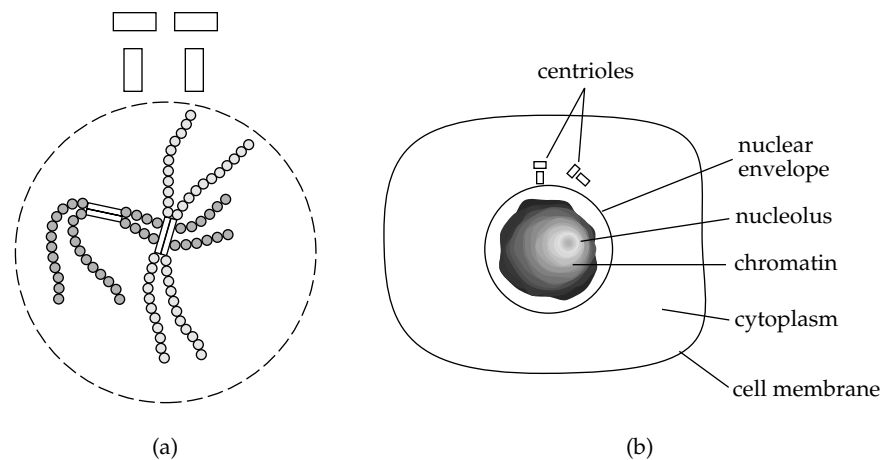 centrioles
nuclear
envelope
nucleolus
chromatin
cytoplasm
cell membrane
(a)
(b)